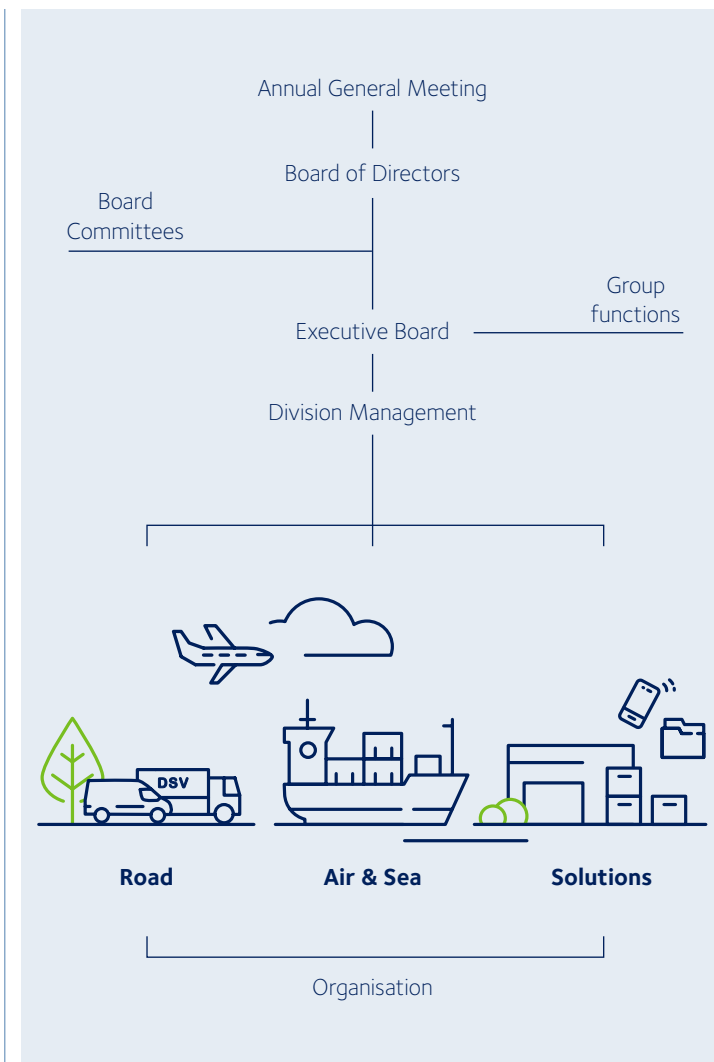 Annual General Meeting
Board of Directors
Board
Committees
Group
functions
Executive Board
Division Management
DSV
Road
Air & Sea
Solutions
Organisation